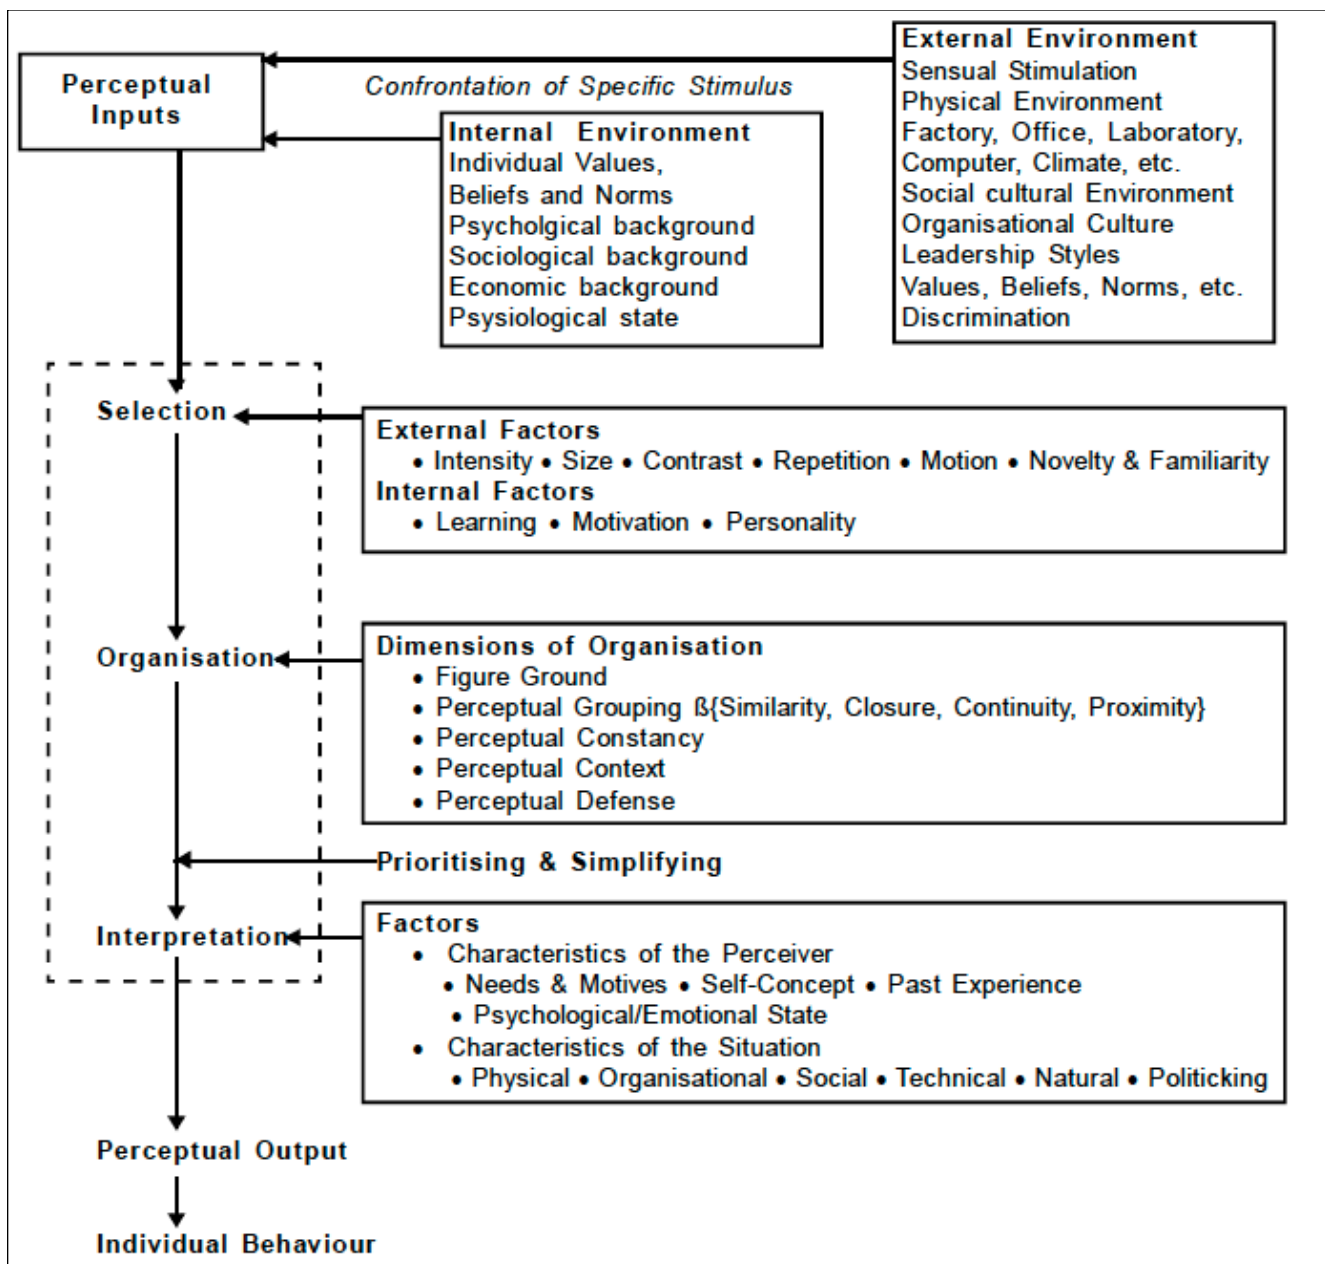 Perceptual
Inputs
Confrontation of Specific Stimulus
External Environment
Sensual Stimulation
Physical Environment
Factory, Office, Laboratory,
Computer, Climate, etc.
Social cultural Environment
Organisational Culture
Leadership Styles
Values, Beliefs, Norms, etc.
Discrimination
Internal Environment
Individual Values,
Beliefs and Norms
Psycholgical background
Sociological background
Economic background
Psysiological state
Selection
External Factors
• Intensity • Size • Contrast • Repetition • Motion • Novelty & Familiarity
Internal Factors
• Learning • Motivation • Personality
Organisation
Dimensions of Organisation
• Figure Ground
• Perceptual Grouping ß{Similarity, Closure, Continuity, Proximity}
• Perceptual Constancy
• Perceptual Context
• Perceptual Defense
Prioritising & Simplifying
Interpretation
Factors
• Characteristics of the Perceiver
• Needs & Motives • Self-Concept • Past Experience
• Psychological/Emotional State
• Characteristics of the Situation
• Physical • Organisational • Social • Technical • Natural • Politicking
Perceptual Output
Individual Behaviour